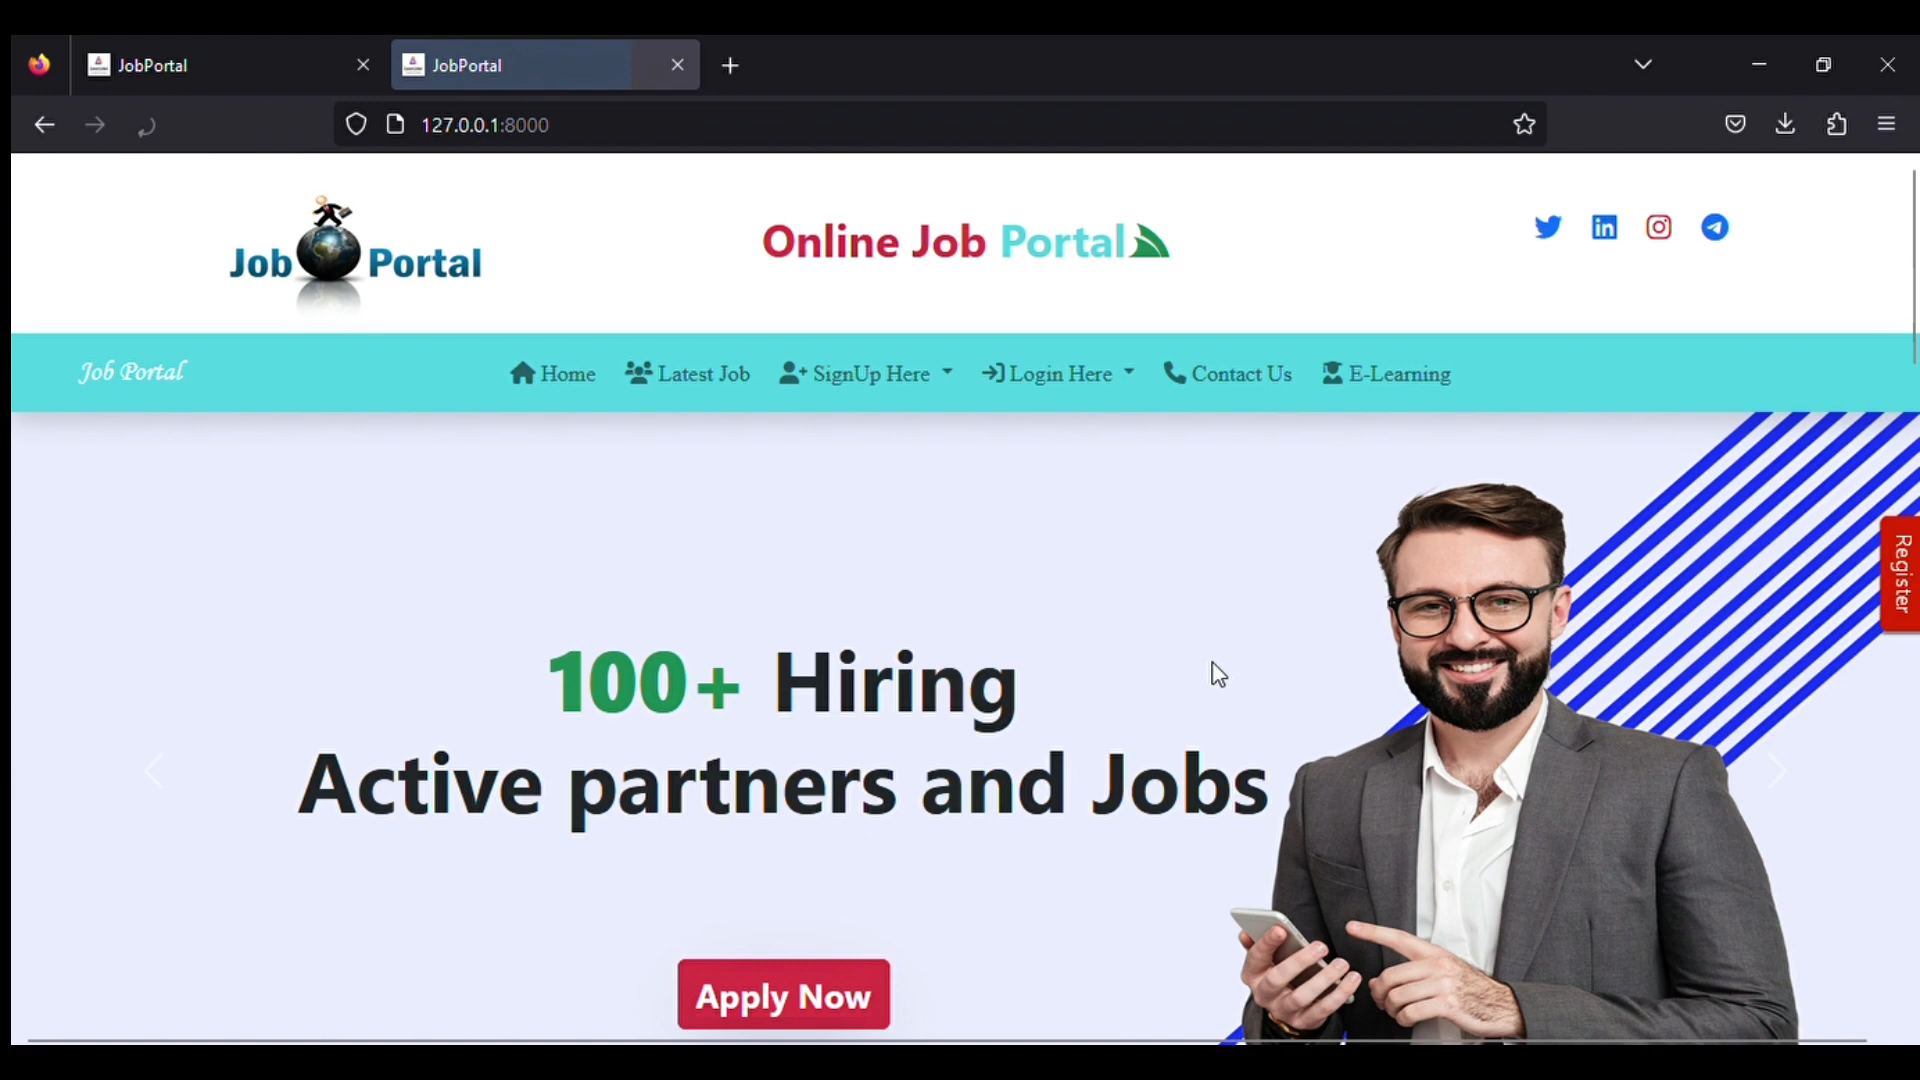 JobPortal
JobPortal
127.0.0.1:8000
Job Portal
Online Job Portal
Job Portal
Home
Latest Job
SignUp Here
Login Here
Contact Us
E-Learning
Register
100+ Hiring
Active partners and Jobs
Apply Now